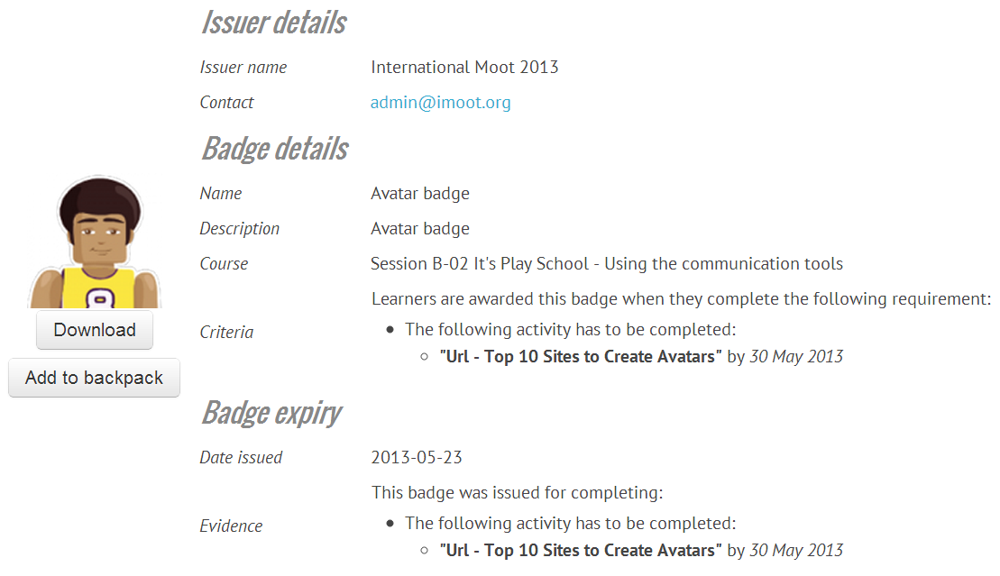 Issuer details
Issuer name International Moot 2013
Contact admin@imoot.org
Badge details
Name Avatar badge
Description Avatar badge
Course Session B-02 It's Play School - Using the communication tools
Learners are awarded this badge when they complete the following requirement:
Criteria
• The following activity has to be completed:
○ "Url - Top 10 Sites to Create Avatars" by 30 May 2013
8
Download
Add to backpack
Badge expiry
Date issued 2013-05-23
This badge was issued for completing:
Evidence
• The following activity has to be completed:
○ "Url - Top 10 Sites to Create Avatars" by 30 May 2013